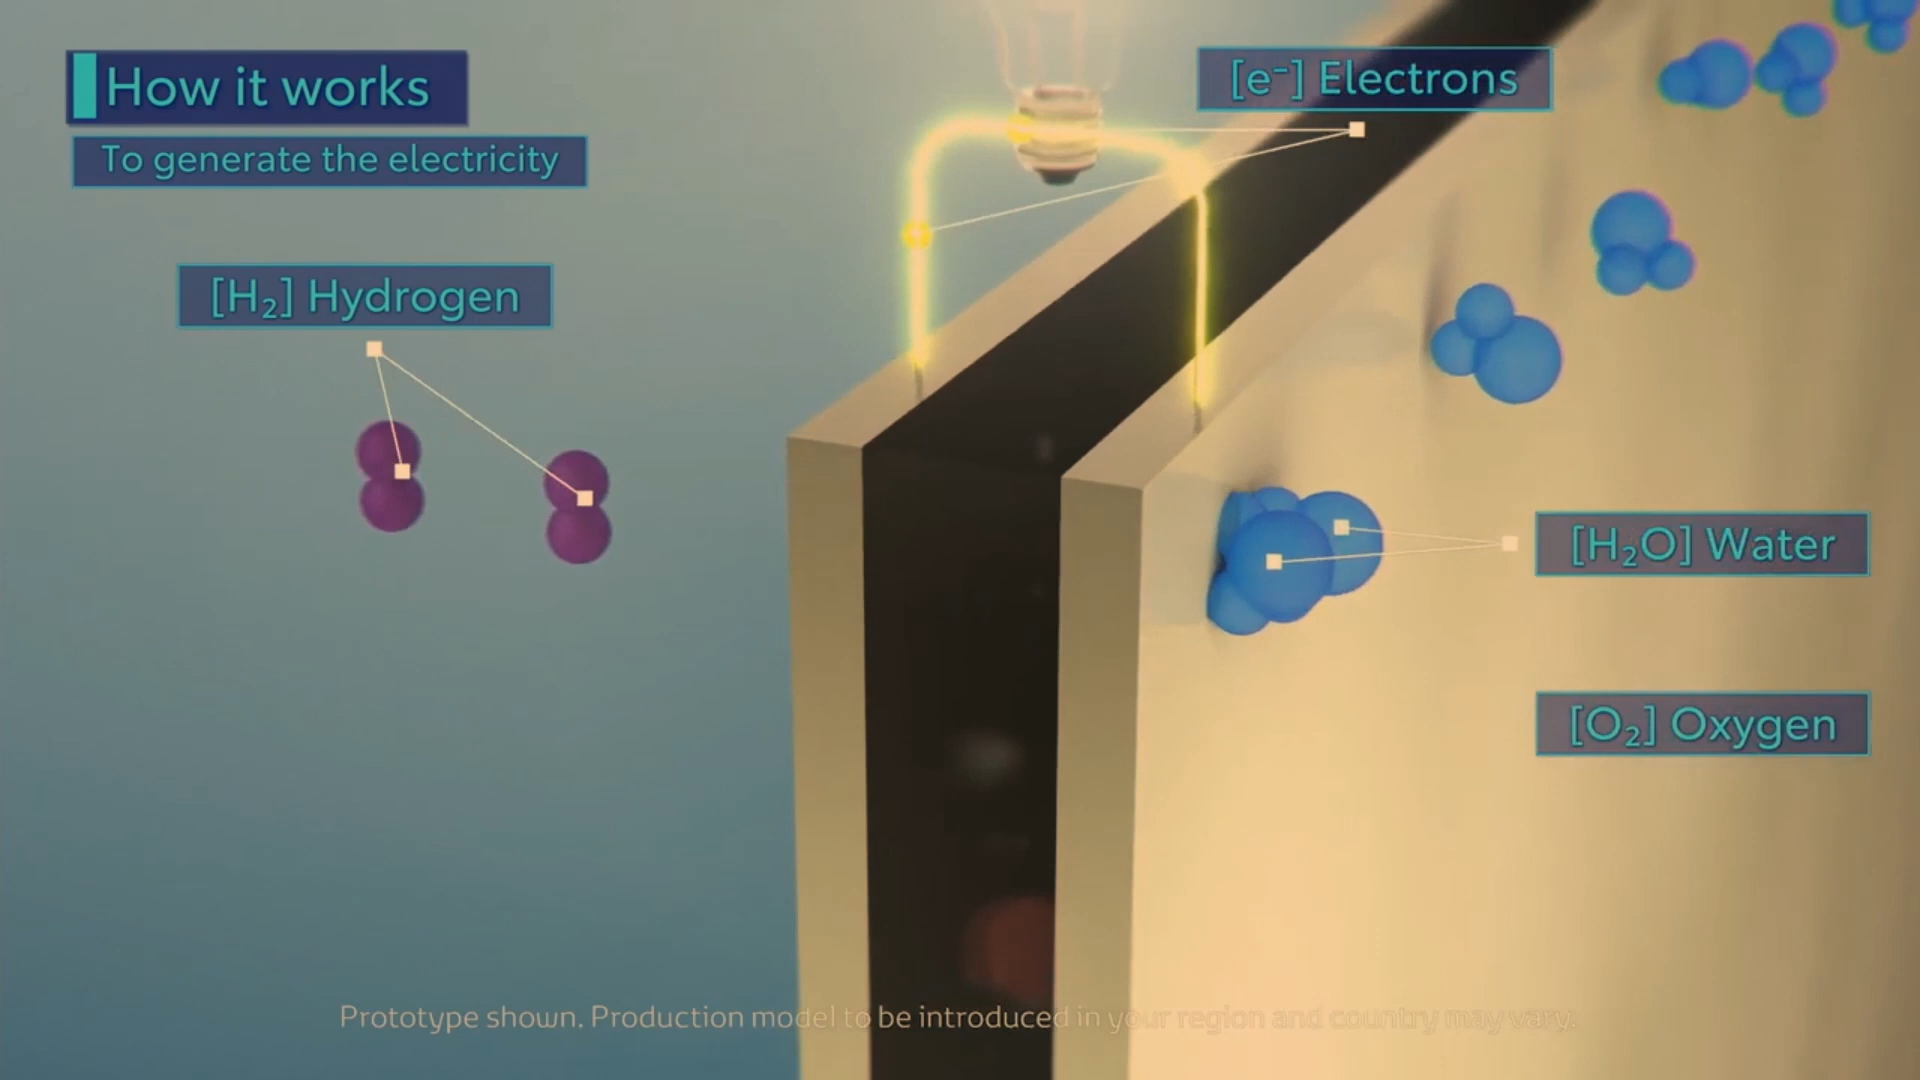 How it works
To generate the electricity
[e⁻] Electrons
[H₂] Hydrogen
[H₂O] Water
[O₂] Oxygen
Prototype shown. Production model to be introduced in your region and country may vary.